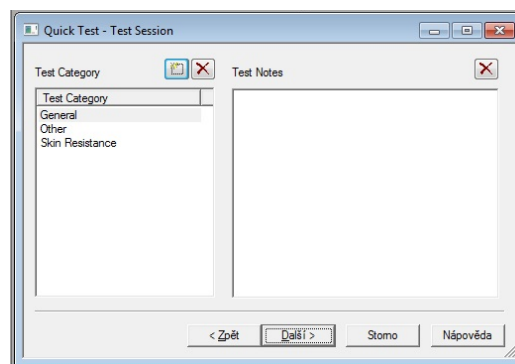 Quick Test - Test Session
Test Category
Test Notes
Test Category
General
Other
Skin Resistance
< Zpět
Další >
Storno
Nápověda